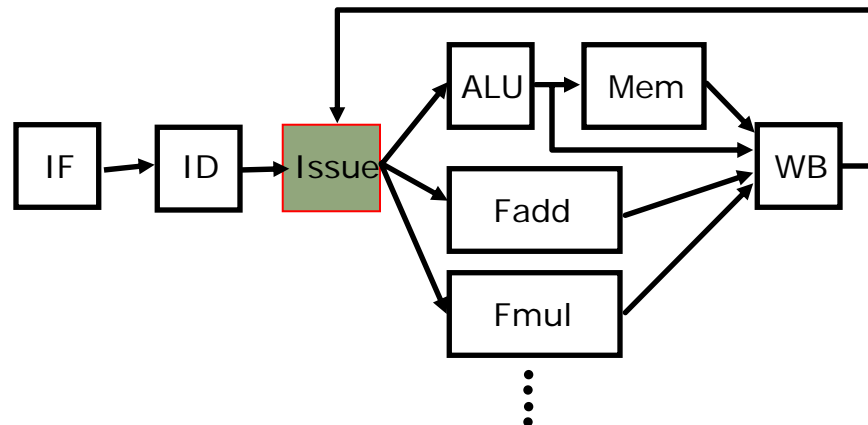 IF
ID
Issue
ALU
Mem
Fadd
Fmul
WB